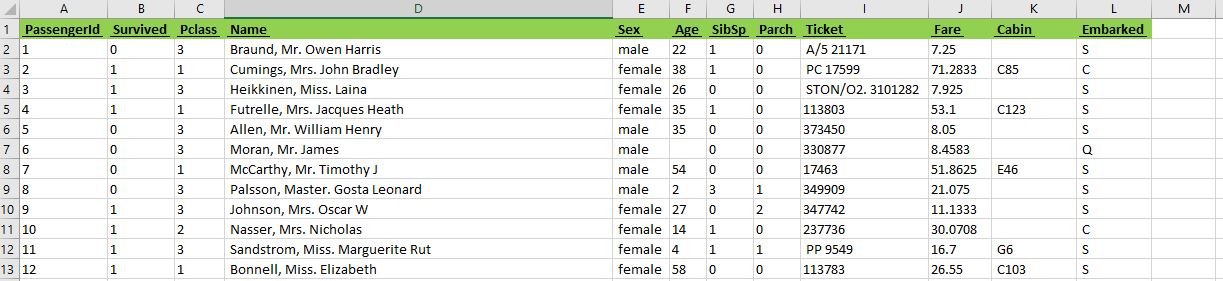 A B C D E F G H I J K L M
1 PassengerId Survived Pclass Name Sex Age SibSp Parch Ticket Fare Cabin Embarked
2 1 0 3 Braund, Mr. Owen Harris male 22 1 0 A/5 21171 7.25 S
3 2 1 1 Cumings, Mrs. John Bradley female 38 1 0 PC 17599 71.2833 C85 C
4 3 1 3 Heikkinen, Miss. Laina female 26 0 0 STON/O2. 3101282 7.925 S
5 4 1 1 Futrelle, Mrs. Jacques Heath female 35 1 0 113803 53.1 C123 S
6 5 0 3 Allen, Mr. William Henry male 35 0 0 373450 8.05 S
7 6 0 3 Moran, Mr. James male 0 0 330877 8.4583 Q
8 7 0 1 McCarthy, Mr. Timothy J male 54 0 0 17463 51.8625 E46 S
9 8 0 3 Palsson, Master. Gosta Leonard male 2 3 1 349909 21.075 S
10 9 1 3 Johnson, Mrs. Oscar W female 27 0 2 347742 11.1333 S
11 10 1 2 Nasser, Mrs. Nicholas female 14 1 0 237736 30.0708 C
12 11 1 3 Sandstrom, Miss. Marguerite Rut female 4 1 1 PP 9549 16.7 G6 S
13 12 1 1 Bonnell, Miss. Elizabeth female 58 0 0 113783 26.55 C103 S